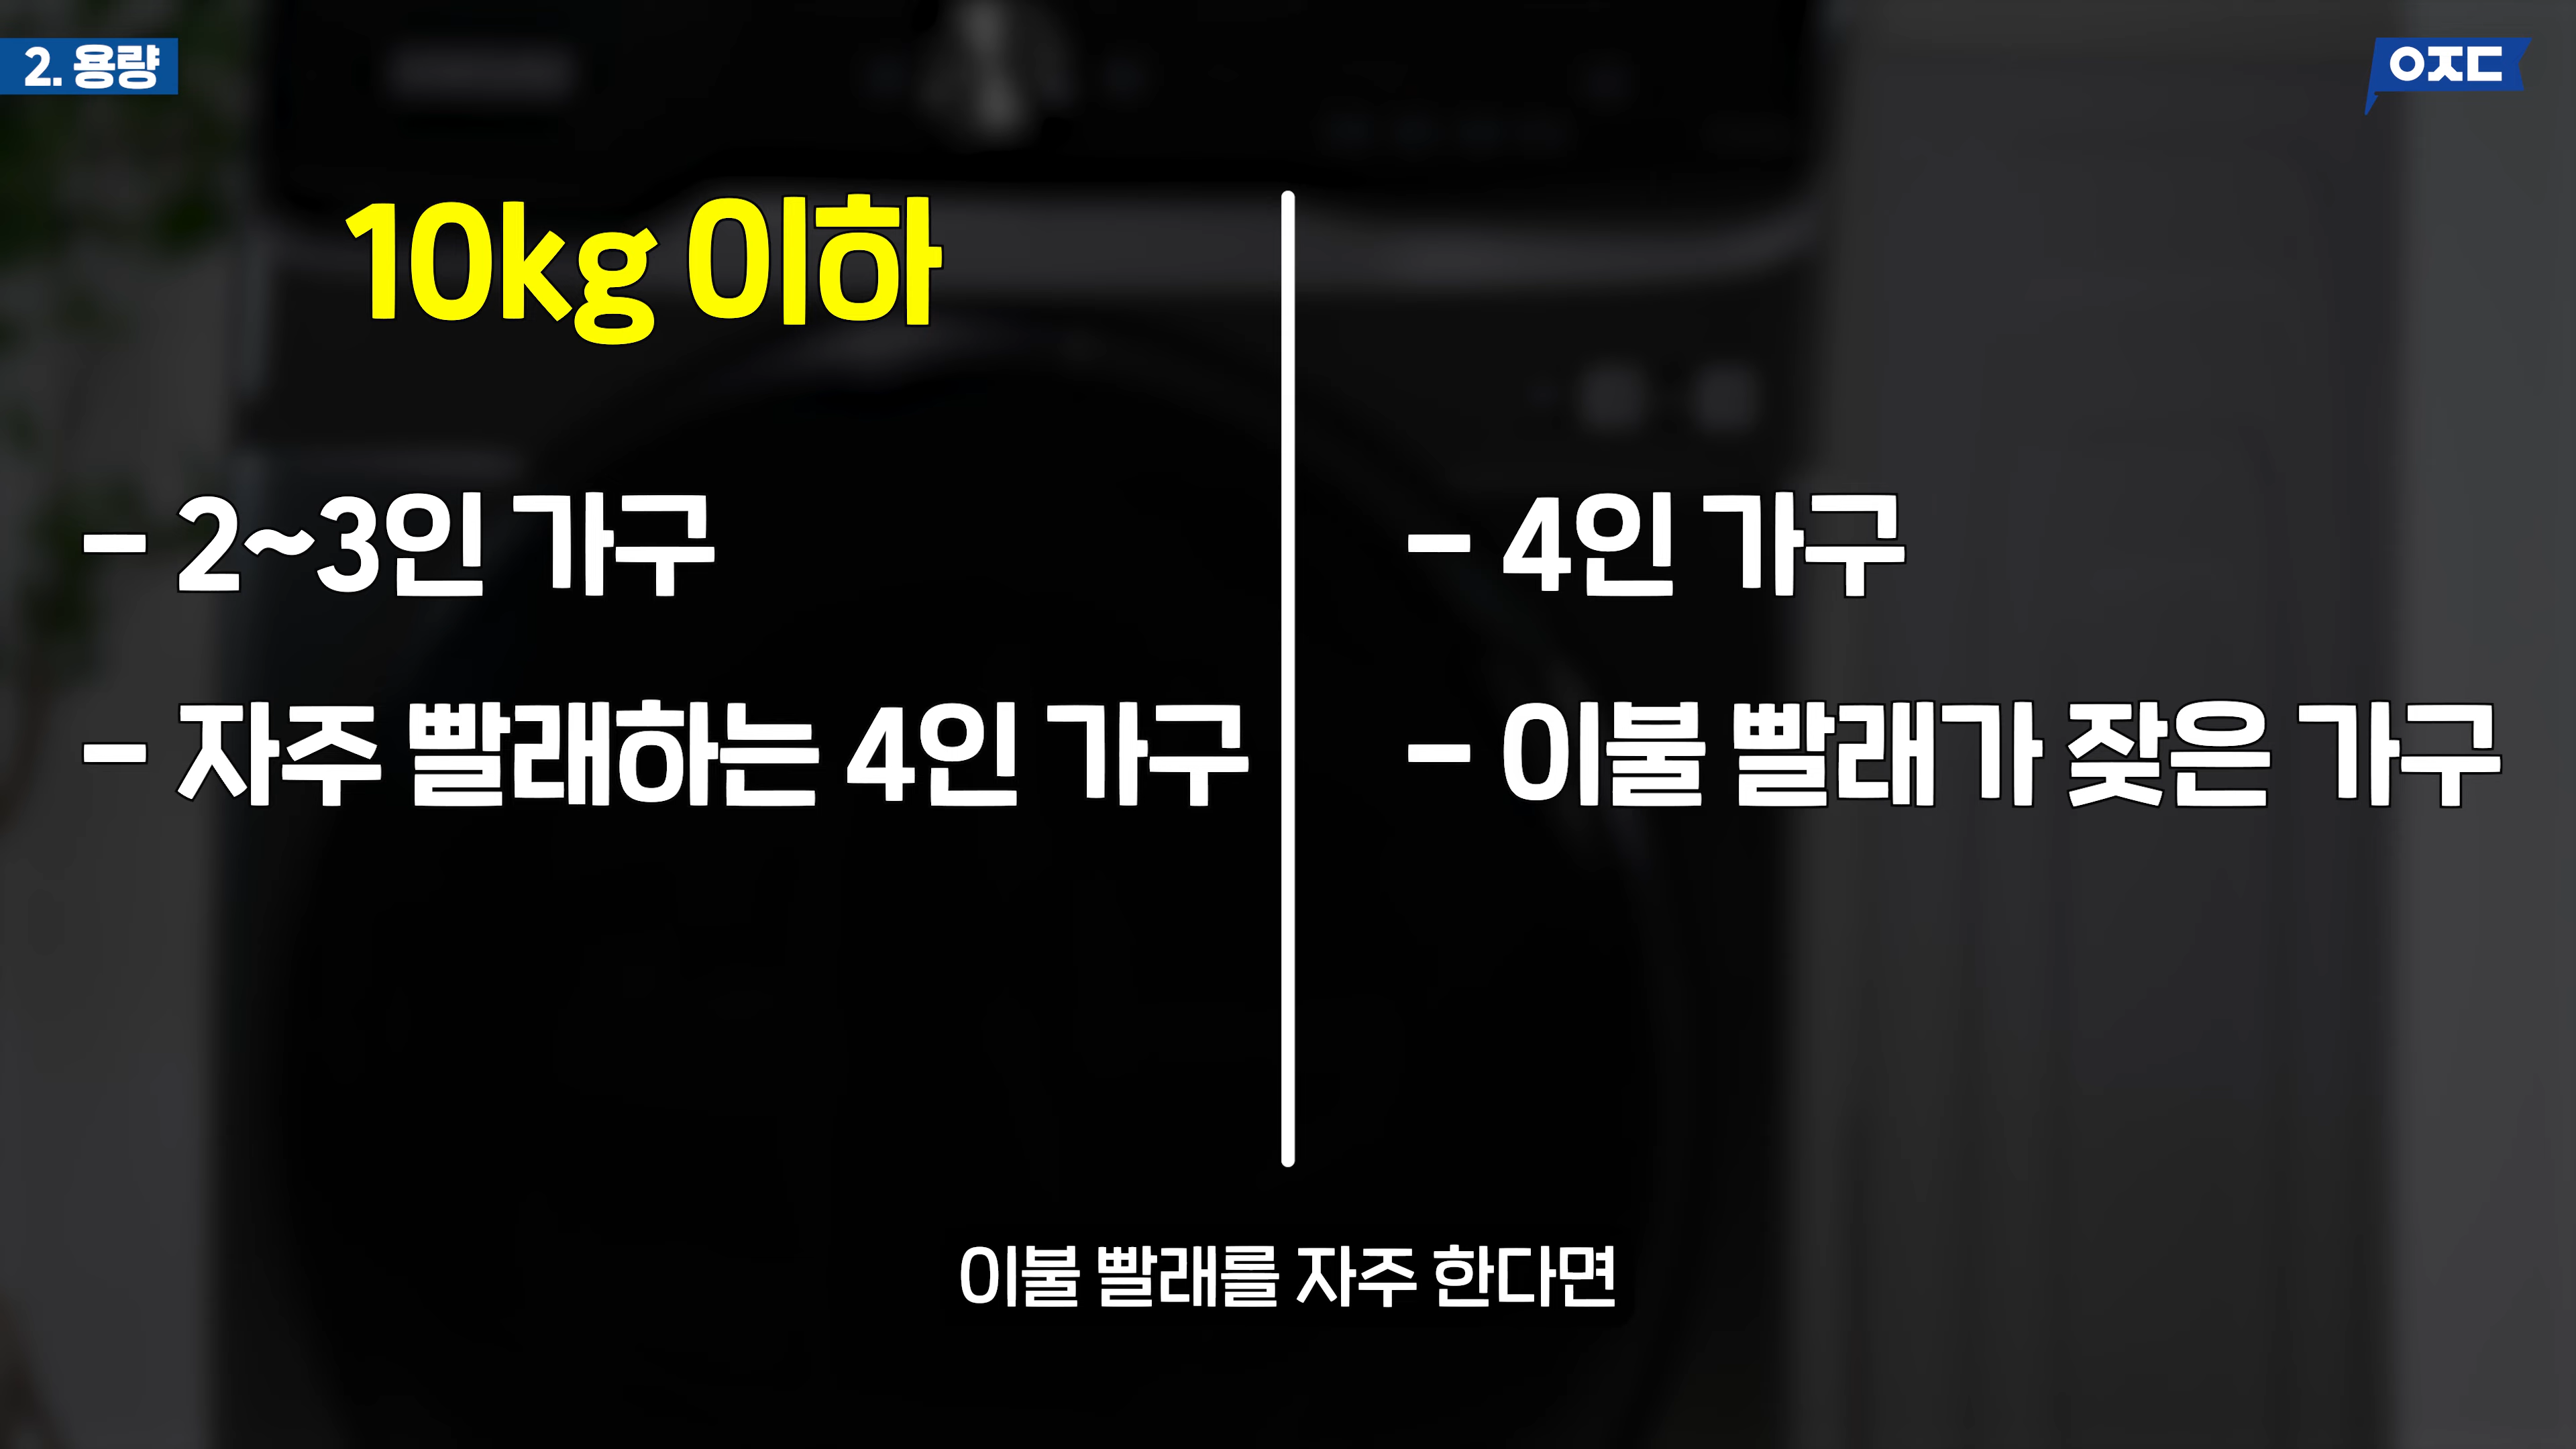 2. 용량
ㅇㅈㄷ
10kg 이하
- 2~3인 가구
- 자주 빨래하는 4인 가구
- 4인 가구
- 이불 빨래가 잦은 가구
이불 빨래를 자주 한다면